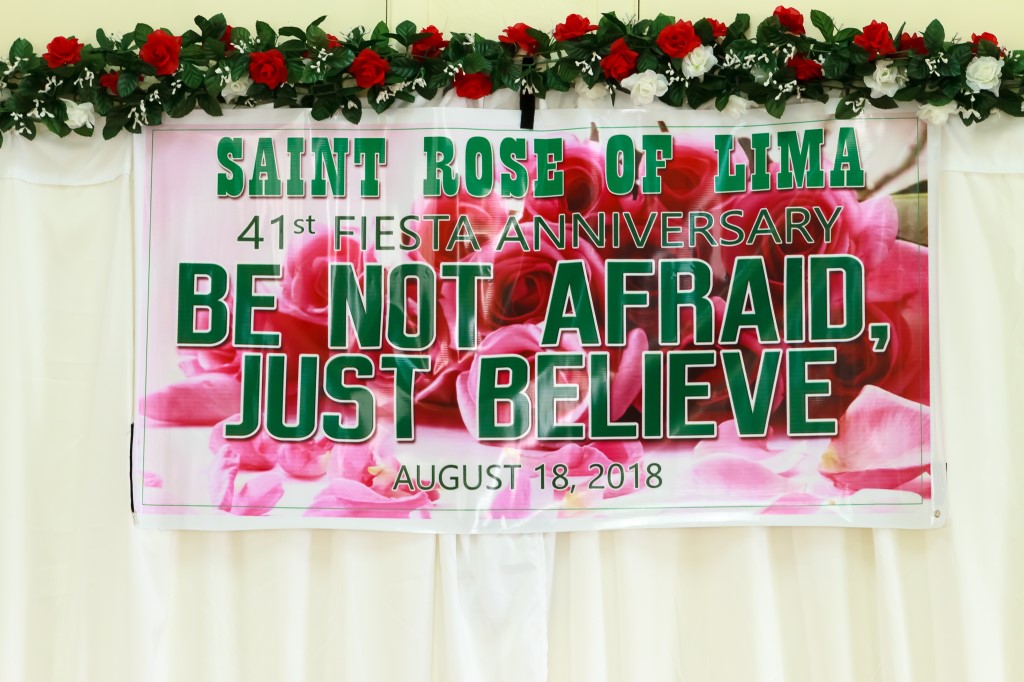 SAINT ROSE OF LIMA
41st FIESTA ANNIVERSARY
BE NOT AFRAID,
JUST BELIEVE
AUGUST 18, 2018